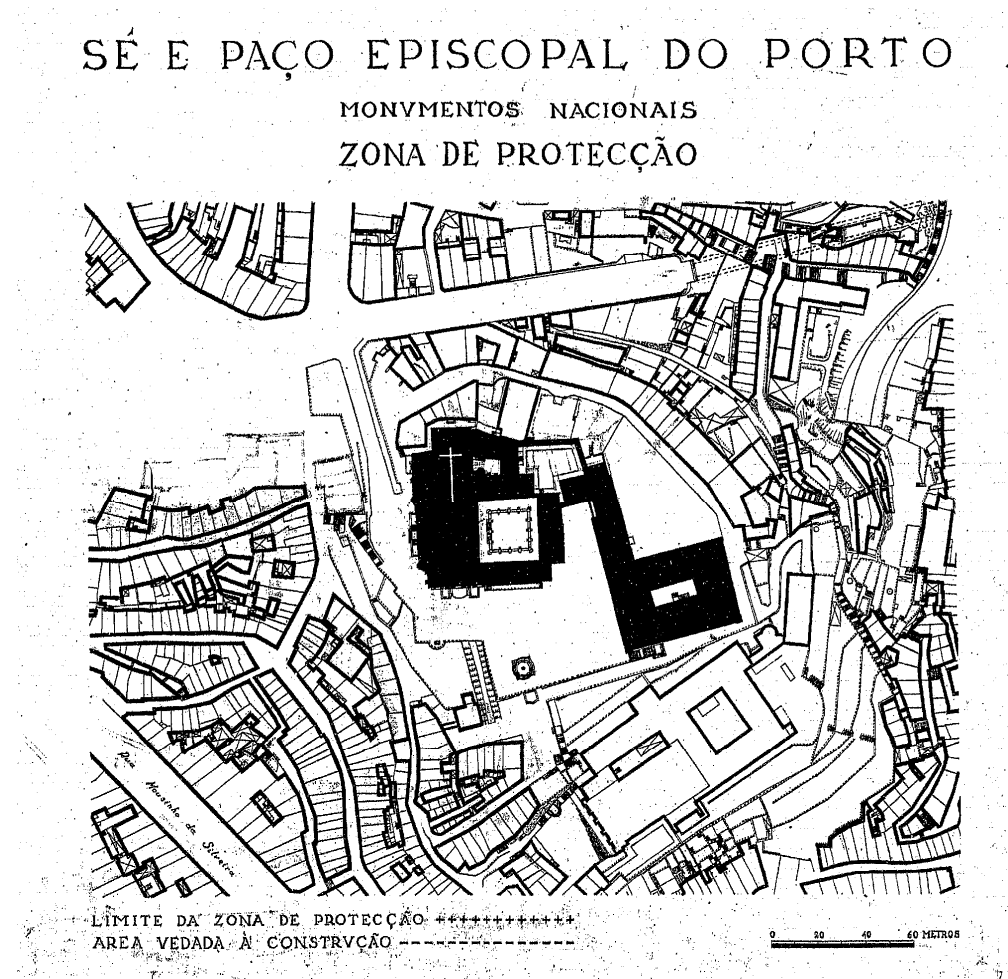 SÉ E PAÇO EPISCOPAL DO PORTO
MONVMENTOS NACIONAIS
ZONA DE PROTECÇÃO
Rua Mousinho da Silveira
LIMITE DA ZONA DE PROTECÇÃO ++++++++++++
AREA VEDADA À CONSTRVÇÃO ----------------
0 20 40 60 METROS